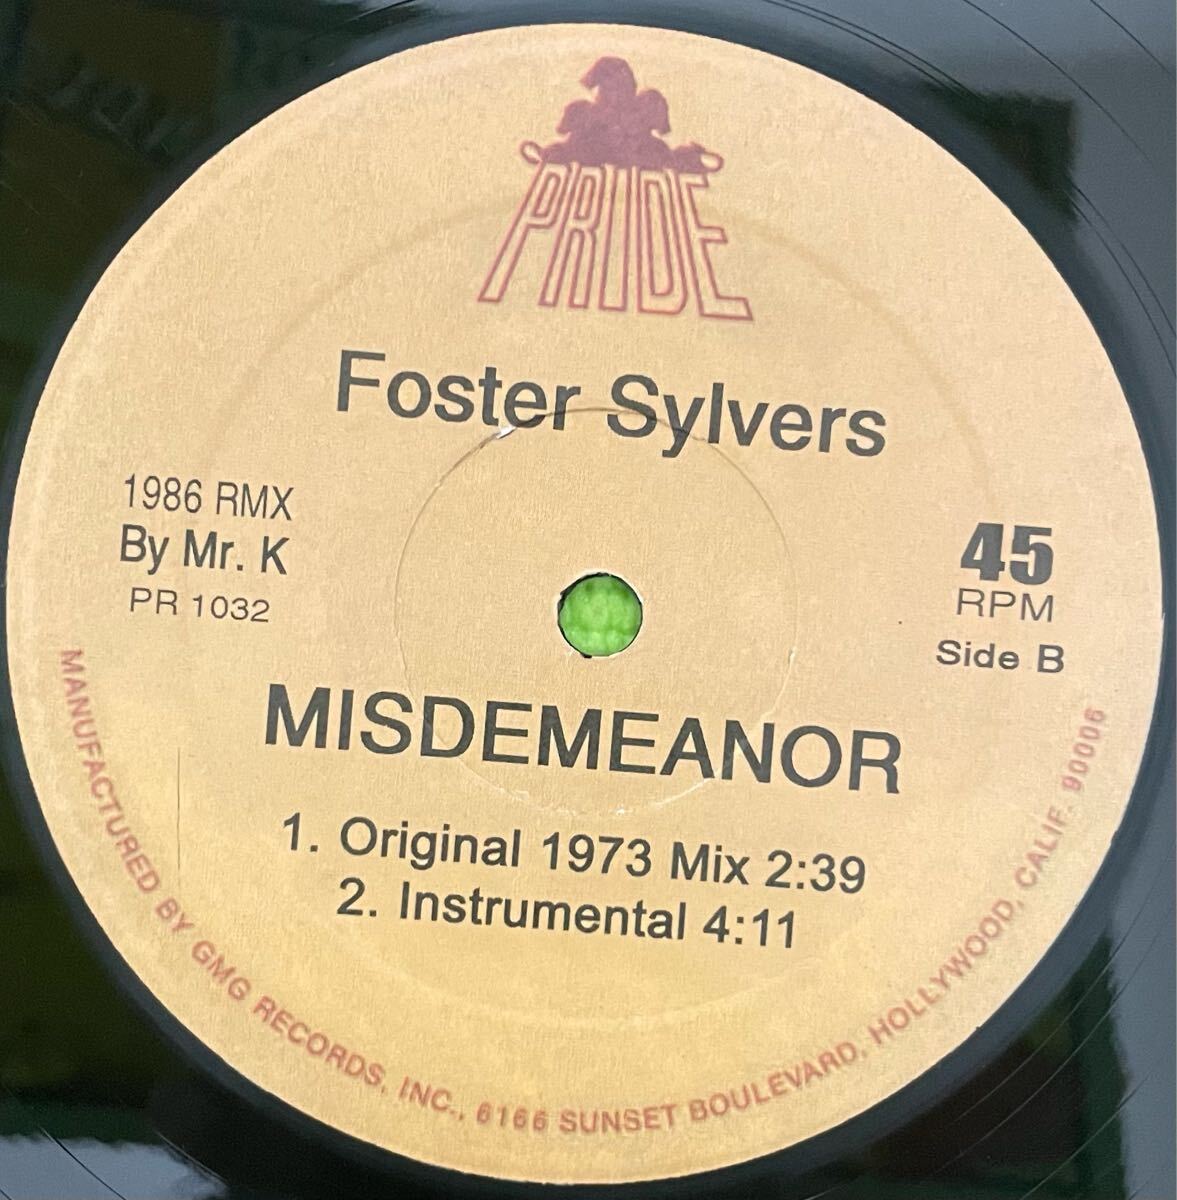 PRIDE
Foster Sylvers
1986 RMX
By Mr. K
PR 1032
45
RPM
Side B
MISDEMEANOR
1. Original 1973 Mix 2:39
2. Instrumental 4:11
MANUFACTURED BY GMG RECORDS, INC., 6166 SUNSET BOULEVARD, HOLLYWOOD, CALIF. 90006